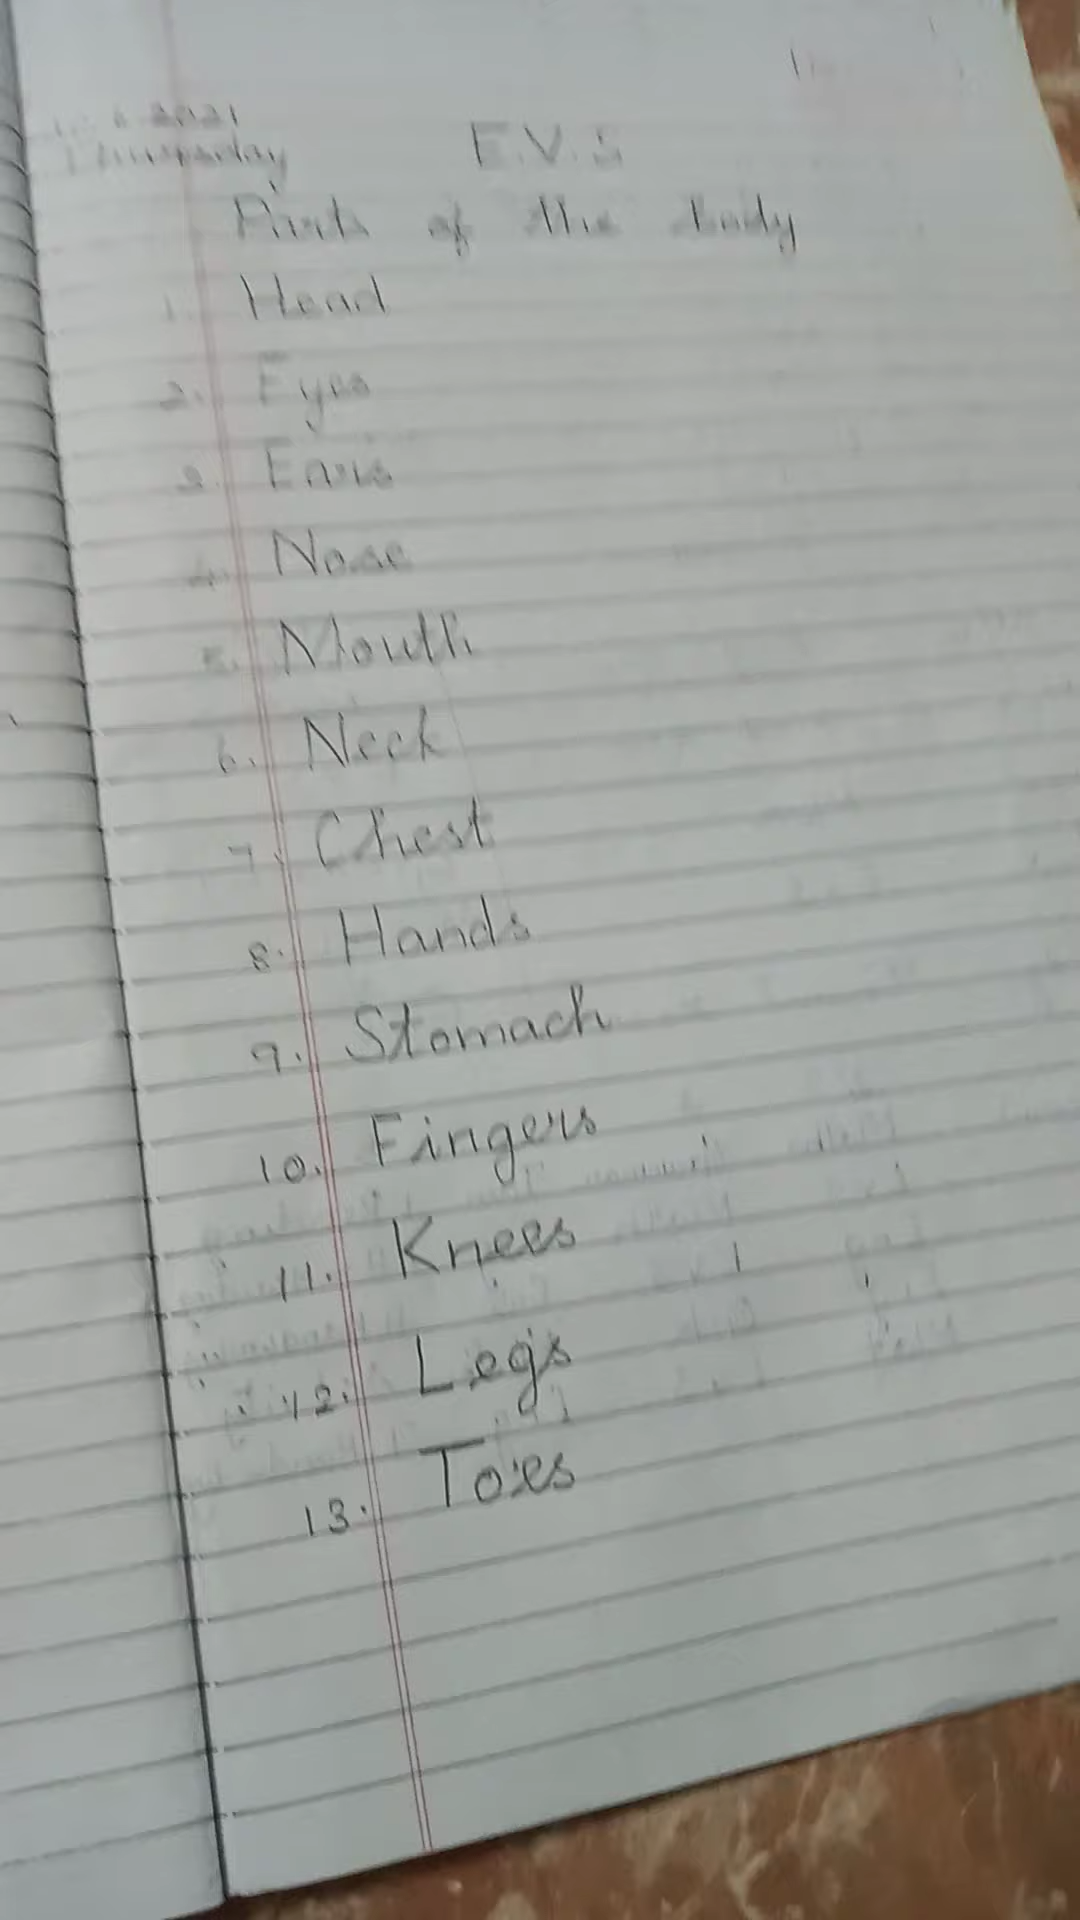 2021
Thursday
E.V.S
Parts of the Body
1. Head
2. Eyes
3. Ears
4. Nose
5. Mouth
6. Neck
7. Chest
8. Hands
9. Stomach
10. Fingers
11. Knees
12. Legs
13. Toes